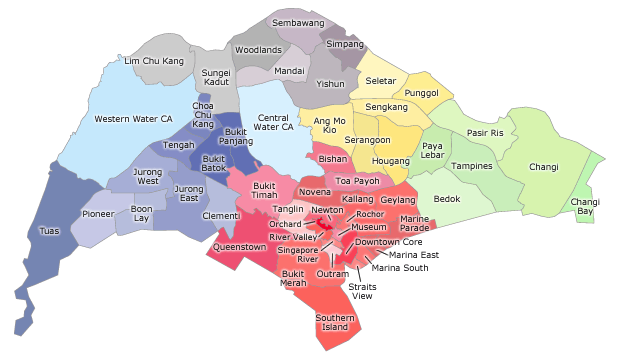 Sembawang
Simpang
Woodlands
Lim Chu Kang
Sungei
Kadut
Mandai
Yishun
Seletar
Punggol
Western Water CA
Choa
Chu
Kang
Central
Water CA
Sengkang
Ang Mo
Kio
Pasir Ris
Bukit
Panjang
Serangoon
Tengah
Paya
Lebar
Bukit
Batok
Bishan
Hougang
Tampines
Changi
Jurong
West
Toa Payoh
Jurong
East
Bukit
Timah
Novena
Kallang
Geylang
Bedok
Changi
Bay
Pioneer
Boon
Lay
Clementi
Tanglin
Newton
Rochor
Marine
Parade
Orchard
Museum
Tuas
River Valley
Downtown Core
Queenstown
Singapore
River
Marina East
Marina South
Bukit
Merah
Outram
Straits
View
Southern
Island